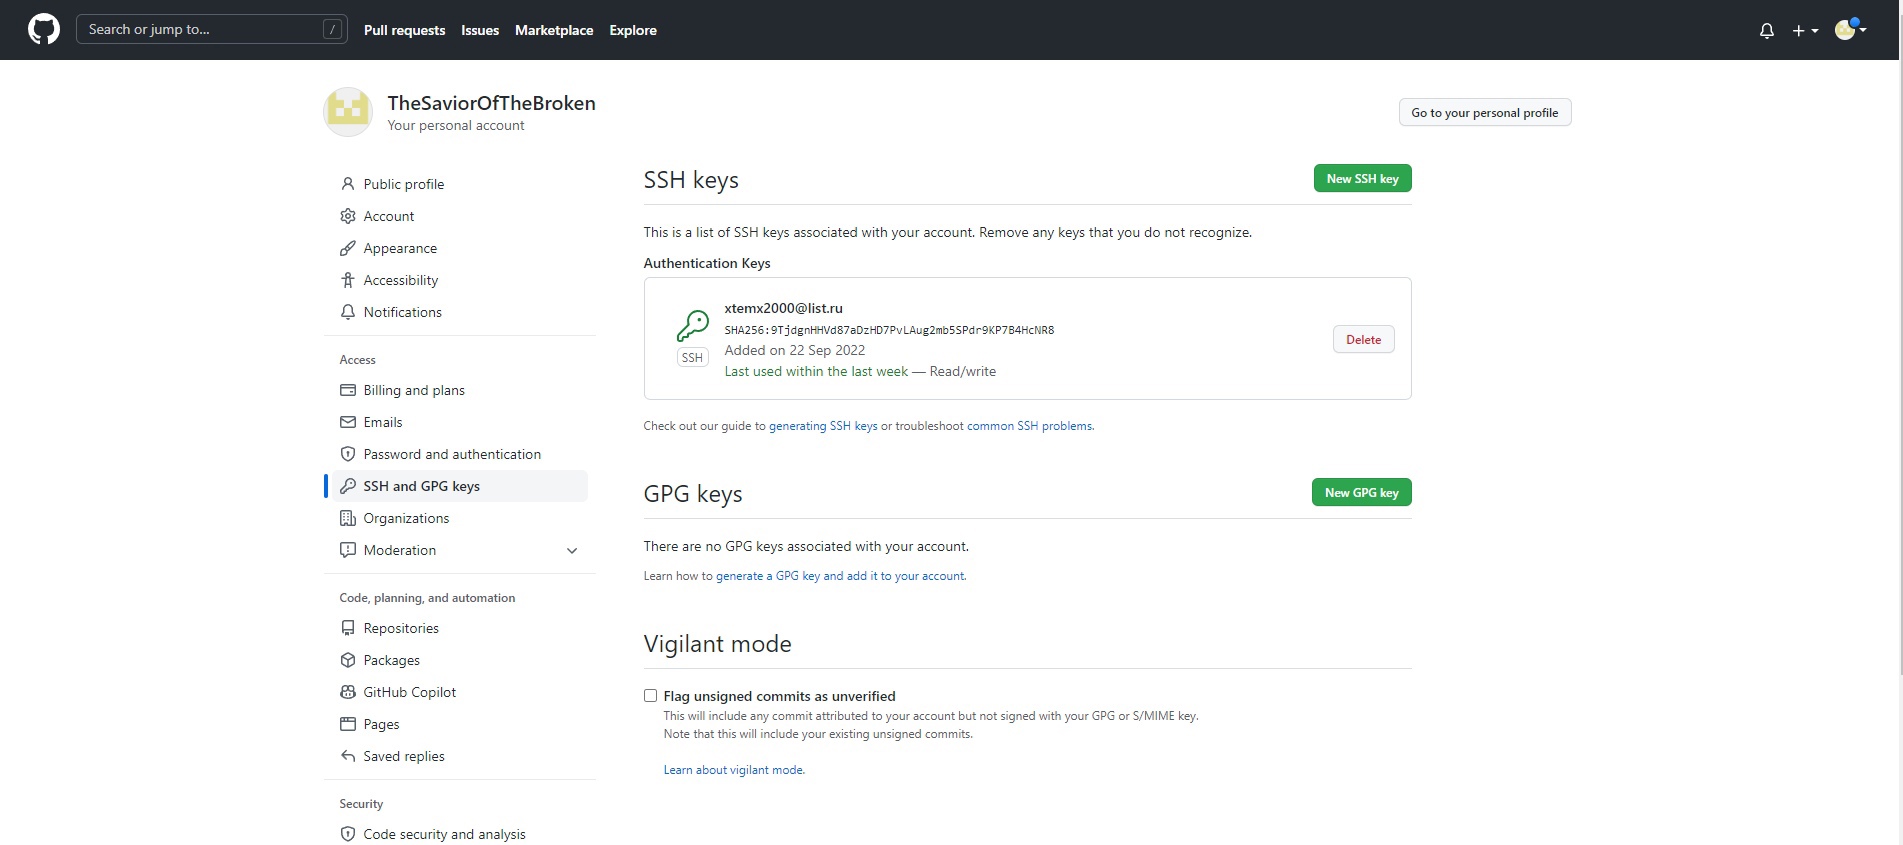 Search or jump to...
/
Pull requests
Issues
Marketplace
Explore
TheSaviorOfTheBroken
Your personal account
Go to your personal profile
Public profile
Account
Appearance
Accessibility
Notifications
Access
Billing and plans
Emails
Password and authentication
SSH and GPG keys
Organizations
Moderation
Code, planning, and automation
Repositories
Packages
GitHub Copilot
Pages
Saved replies
Security
Code security and analysis
SSH keys
New SSH key
This is a list of SSH keys associated with your account. Remove any keys that you do not recognize.
Authentication Keys
SSH
xtemx2000@list.ru
SHA256:9TjdgnHHVd87aDzHD7PvLAug2mb5SPdr9KP7B4HcNR8
Added on 22 Sep 2022
Last used within the last week — Read/write
Delete
Check out our guide to generating SSH keys or troubleshoot common SSH problems.
GPG keys
New GPG key
There are no GPG keys associated with your account.
Learn how to generate a GPG key and add it to your account.
Vigilant mode
Flag unsigned commits as unverified
This will include any commit attributed to your account but not signed with your GPG or S/MIME key.
Note that this will include your existing unsigned commits.
Learn about vigilant mode.